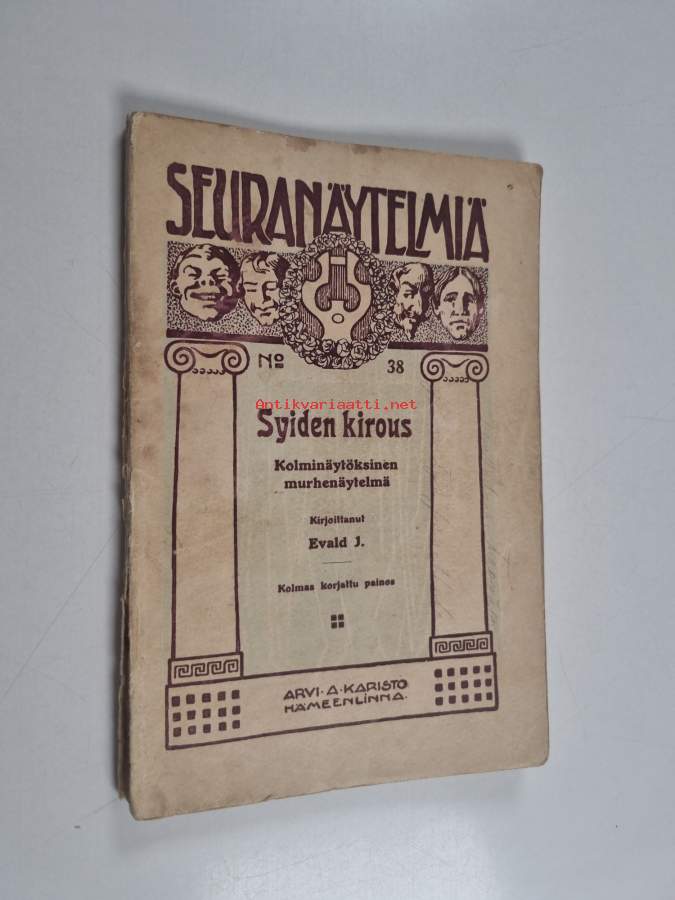 SEURANÄYTELMIÄ
No 38
Antikvariaatti.net
Syiden kirous
Kolminäytöksinen
murhenäytelmä
Kirjoittanut
Evald J.
Kolmas korjattu painos
ARVI·A·KARISTO
HÄMEENLINNA·